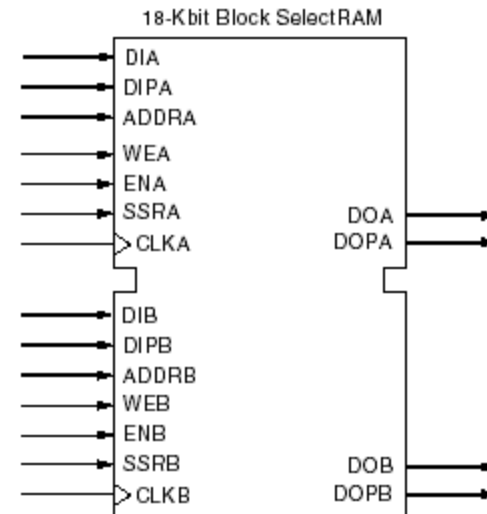 18-Kbit Block SelectRAM
DIA
DIPA
ADDRA
WEA
ENA
SSRA
DOA
CLKA
DOPA
DIB
DIPB
ADDRB
WEB
ENB
SSRB
DOB
CLKB
DOPB